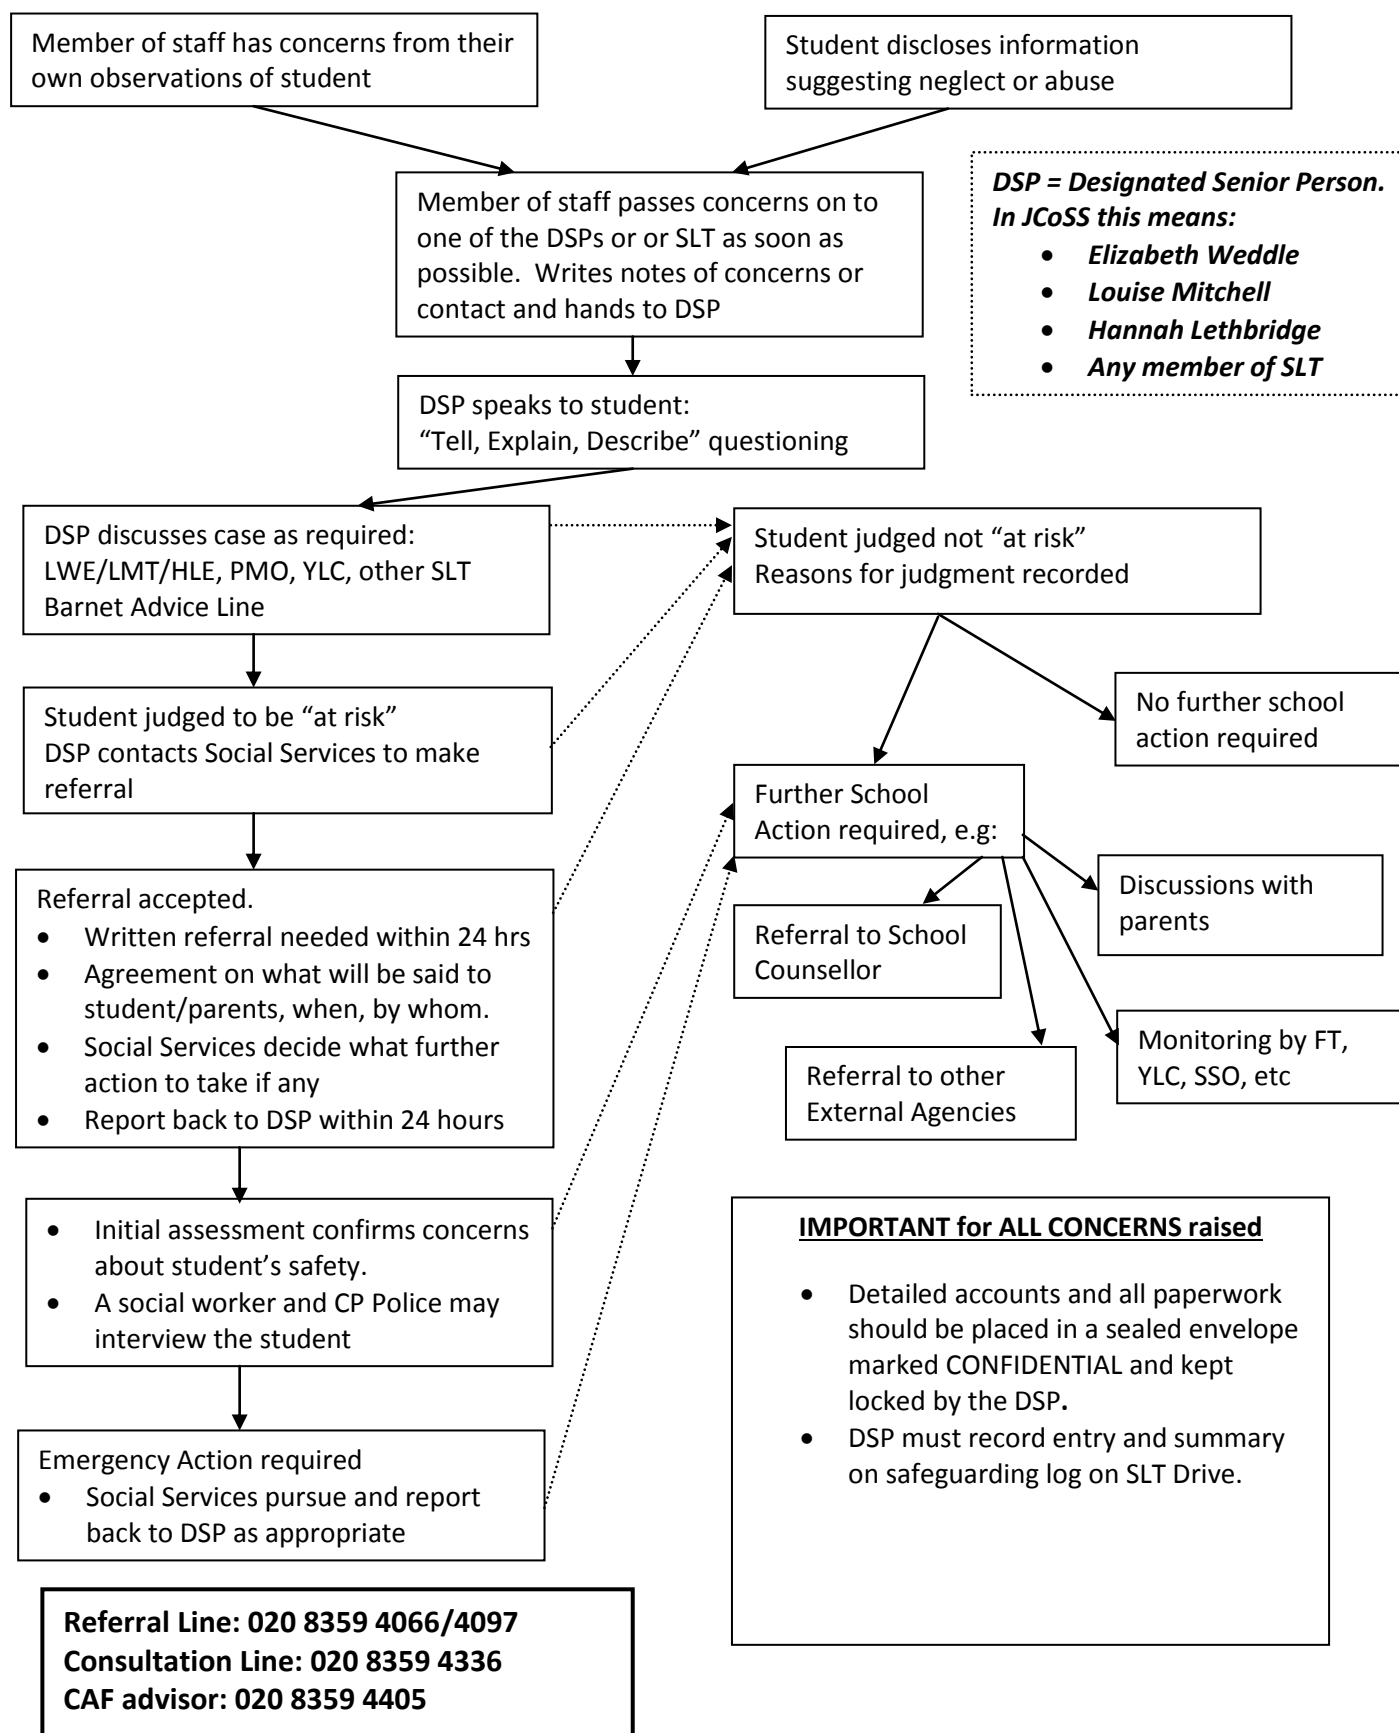 Member of staff has concerns from their
own observations of student
Student discloses information
suggesting neglect or abuse
DSP = Designated Senior Person.
In JCoSS this means:
• Elizabeth Weddle
• Louise Mitchell
• Hannah Lethbridge
• Any member of SLT
Member of staff passes concerns on to
one of the DSPs or or SLT as soon as
possible. Writes notes of concerns or
contact and hands to DSP
DSP speaks to student:
“Tell, Explain, Describe” questioning
DSP discusses case as required:
LWE/LMT/HLE, PMO, YLC, other SLT
Barnet Advice Line
Student judged not “at risk”
Reasons for judgment recorded
Student judged to be “at risk”
DSP contacts Social Services to make
referral
No further school
action required
Further School
Action required, e.g:
Referral accepted.
• Written referral needed within 24 hrs
• Agreement on what will be said to
student/parents, when, by whom.
• Social Services decide what further
action to take if any
• Report back to DSP within 24 hours
Discussions with
parents
Referral to School
Counsellor
Monitoring by FT,
YLC, SSO, etc
Referral to other
External Agencies
• Initial assessment confirms concerns
about student’s safety.
• A social worker and CP Police may
interview the student
IMPORTANT for ALL CONCERNS raised
• Detailed accounts and all paperwork
should be placed in a sealed envelope
marked CONFIDENTIAL and kept
locked by the DSP.
• DSP must record entry and summary
on safeguarding log on SLT Drive.
Emergency Action required
• Social Services pursue and report
back to DSP as appropriate
Referral Line: 020 8359 4066/4097
Consultation Line: 020 8359 4336
CAF advisor: 020 8359 4405